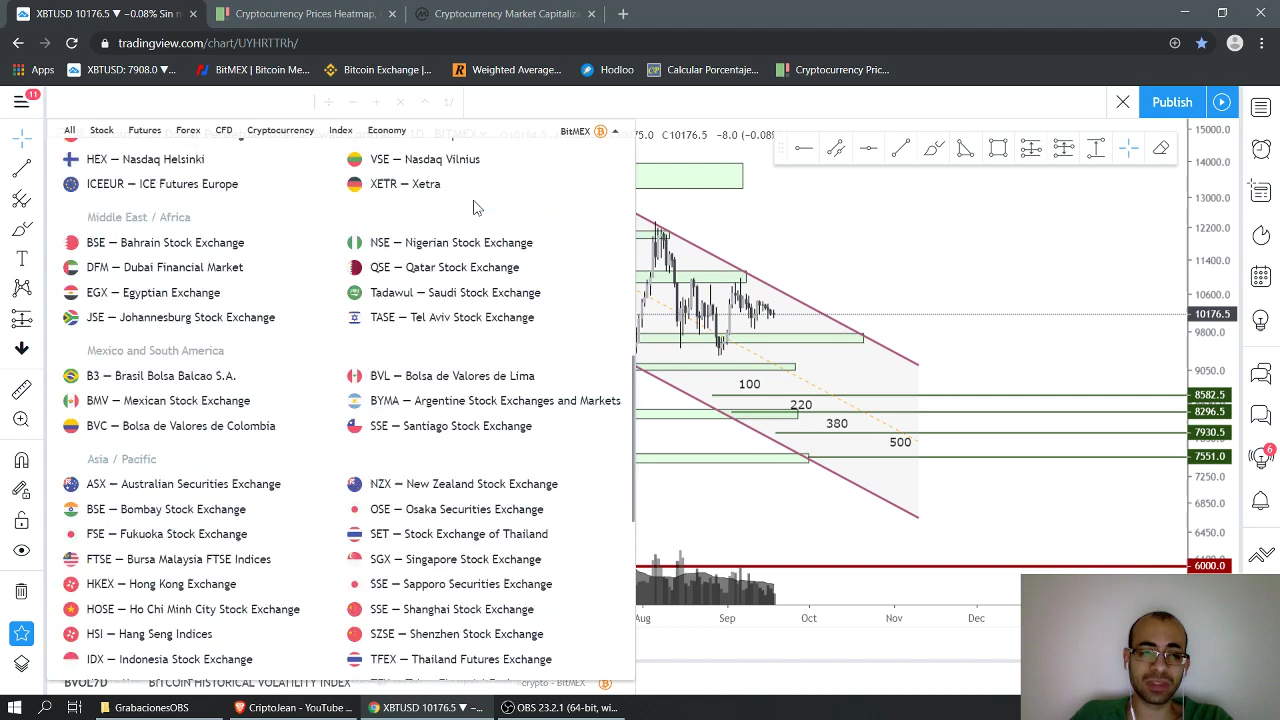 XBTUSD 10176.5 ▼ −0.08% Sin n
Cryptocurrency Prices Heatmap,
Cryptocurrency Market Capitaliza
tradingview.com/chart/UYHRTTRh/
Apps
XBTUSD: 7908.0 ▼...
BitMEX | Bitcoin Me...
Bitcoin Exchange |...
Weighted Average...
Hodloo
Calcular Porcentaje...
Cryptocurrency Pric...
11
1/
Publish
All Stock Futures Forex CFD Cryptocurrency Index Economy BitMEX
C10176.5 −8.0 (−0.08%
HEX — Nasdaq Helsinki
VSE — Nasdaq Vilnius
ICEEUR — ICE Futures Europe
XETR — Xetra
Middle East / Africa
BSE — Bahrain Stock Exchange
NSE — Nigerian Stock Exchange
DFM — Dubai Financial Market
QSE — Qatar Stock Exchange
EGX — Egyptian Exchange
Tadawul — Saudi Stock Exchange
JSE — Johannesburg Stock Exchange
TASE — Tel Aviv Stock Exchange
Mexico and South America
B3 — Brasil Bolsa Balcao S.A.
BVL — Bolsa de Valores de Lima
BMV — Mexican Stock Exchange
BYMA — Argentine Stock Exchanges and Markets
BVC — Bolsa de Valores de Colombia
SSE — Santiago Stock Exchange
Asia / Pacific
ASX — Australian Securities Exchange
NZX — New Zealand Stock Exchange
BSE — Bombay Stock Exchange
OSE — Osaka Securities Exchange
FSE — Fukuoka Stock Exchange
SET — Stock Exchange of Thailand
FTSE — Bursa Malaysia FTSE Indices
SGX — Singapore Stock Exchange
HKEX — Hong Kong Exchange
SSE — Sapporo Securities Exchange
HOSE — Ho Chi Minh City Stock Exchange
SSE — Shanghai Stock Exchange
HSI — Hang Seng Indices
SZSE — Shenzhen Stock Exchange
IDX — Indonesia Stock Exchange
TFEX — Thailand Futures Exchange
BVOL7D BITCOIN HISTORICAL VOLATILITY INDEX crypto - BitMEX
100
220
380
500
15000.0
14000.0
13000.0
12200.0
11400.0
10600.0
10176.5
9800.0
9050.0
8582.5
8296.5
7930.5
7551.0
7250.0
6850.0
6450.0
6000.0
Aug Sep Oct Nov Dec
6
GrabacionesOBS
CriptoJean - YouTube ...
XBTUSD 10176.5 ▼ −...
OBS 23.2.1 (64-bit, w...